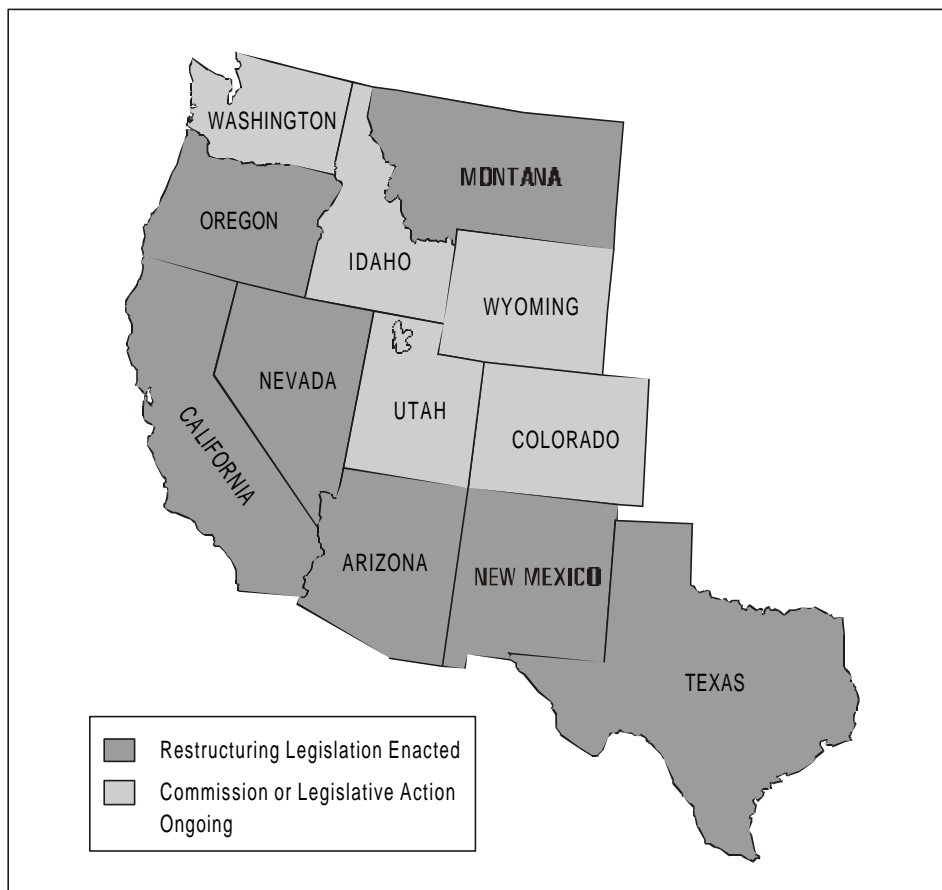 WASHINGTON
MONTANA
OREGON
IDAHO
WYOMING
NEVADA
UTAH
CALIFORNIA
COLORADO
ARIZONA
NEW MEXICO
TEXAS
Restructuring Legislation Enacted
Commission or Legislative Action
Ongoing